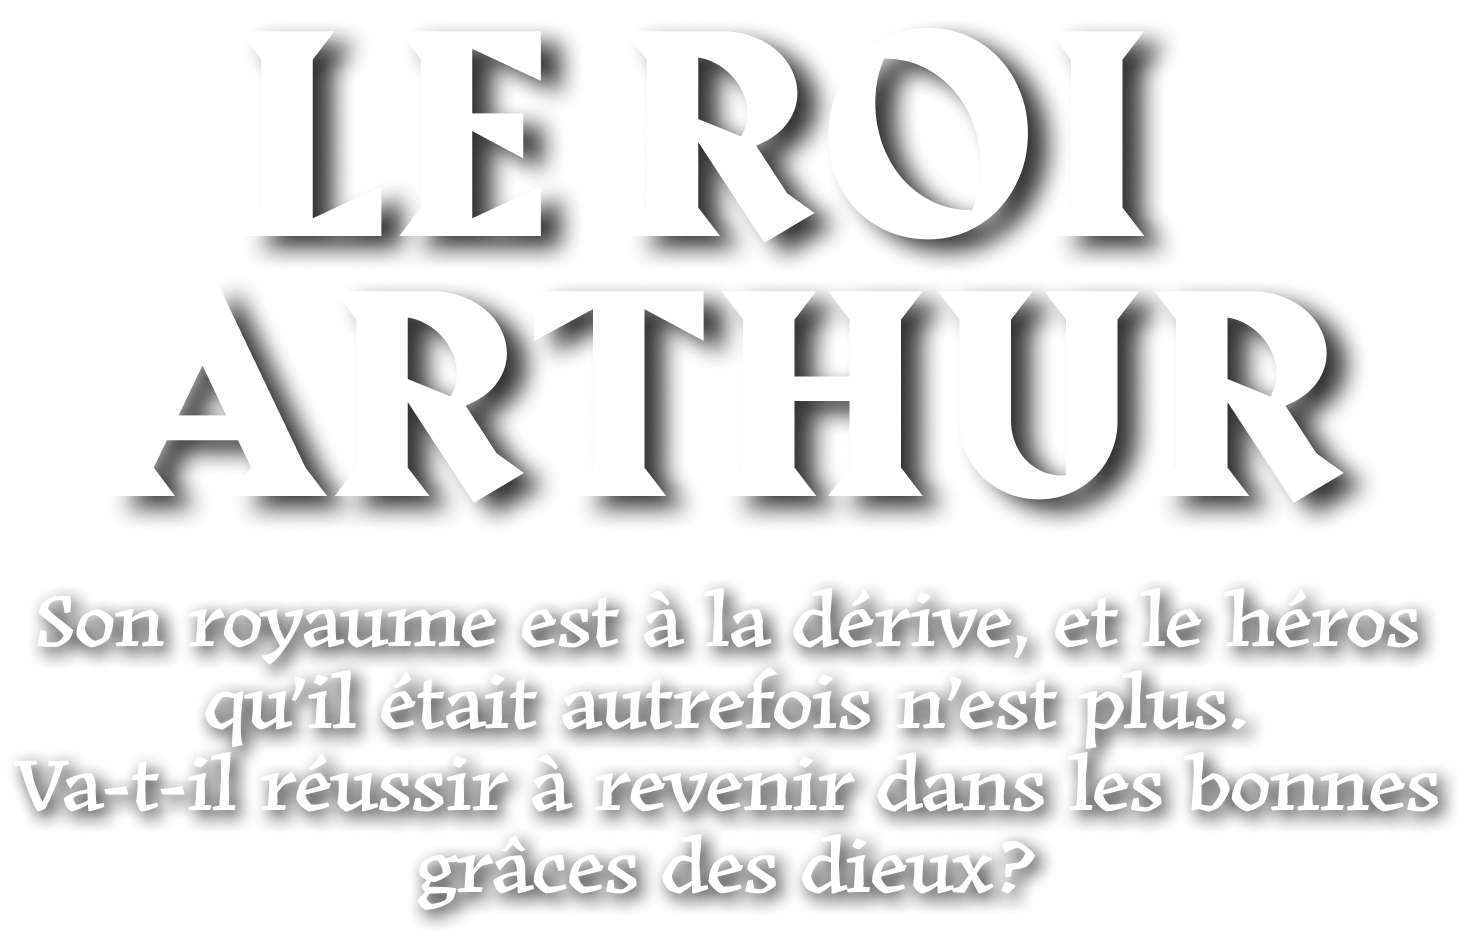 LE ROI
ARTHUR
Son royaume est à la dérive, et le héros
qu'il était autrefois n'est plus.
Va-t-il réussir à revenir dans les bonnes
grâces des dieux?